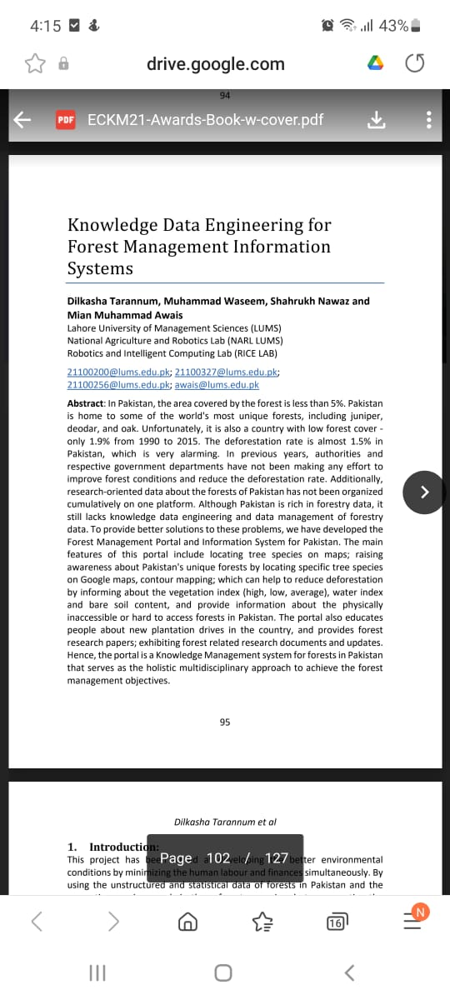 4:15
43%
drive.google.com
94
PDF ECKM21-Awards-Book-w-cover.pdf
Knowledge Data Engineering for
Forest Management Information
Systems
Dilkasha Tarannum, Muhammad Waseem, Shahrukh Nawaz and
Mian Muhammad Awais
Lahore University of Management Sciences (LUMS)
National Agriculture and Robotics Lab (NARL LUMS)
Robotics and Intelligent Computing Lab (RICE LAB)
21100200@lums.edu.pk; 21100327@lums.edu.pk;
21100256@lums.edu.pk; awais@lums.edu.pk
Abstract: In Pakistan, the area covered by the forest is less than 5%. Pakistan
is home to some of the world's most unique forests, including juniper,
deodar, and oak. Unfortunately, it is also a country with low forest cover -
only 1.9% from 1990 to 2015. The deforestation rate is almost 1.5% in
Pakistan, which is very alarming. In previous years, authorities and
respective government departments have not been making any effort to
improve forest conditions and reduce the deforestation rate. Additionally,
research-oriented data about the forests of Pakistan has not been organized
cumulatively on one platform. Although Pakistan is rich in forestry data, it
still lacks knowledge data engineering and data management of forestry
data. To provide better solutions to these problems, we have developed the
Forest Management Portal and Information System for Pakistan. The main
features of this portal include locating tree species on maps; raising
awareness about Pakistan's unique forests by locating specific tree species
on Google maps, contour mapping; which can help to reduce deforestation
by informing about the vegetation index (high, low, average), water index
and bare soil content, and provide information about the physically
inaccessible or hard to access forests in Pakistan. The portal also educates
people about new plantation drives in the country, and provides forest
research papers; exhibiting forest related research documents and updates.
Hence, the portal is a Knowledge Management system for forests in Pakistan
that serves as the holistic multidisciplinary approach to achieve the forest
management objectives.
95
Dilkasha Tarannum et al
1. Introduction:
This project has better environmental
Page 102 / 127
conditions by minimizing the human labour and finances simultaneously. By
using the unstructured and statistical data of forests in Pakistan and the
16
N